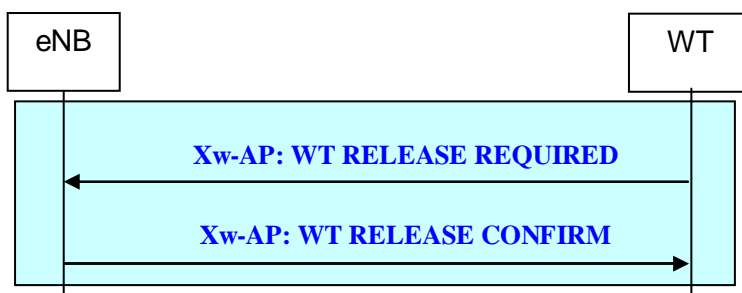 eNB
WT
Xw-AP: WT RELEASE REQUIRED
Xw-AP: WT RELEASE CONFIRM